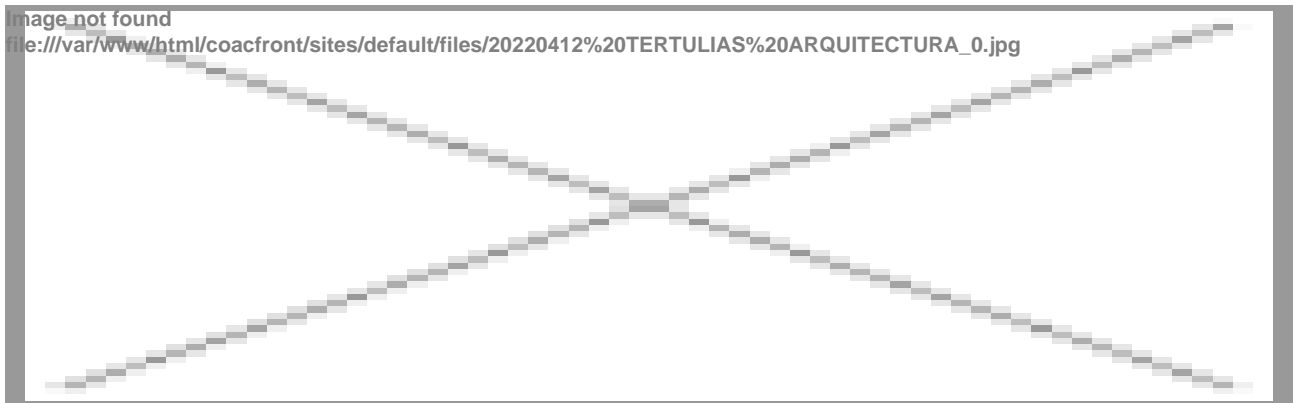 Image not found
file:///var/www/html/coacfront/sites/default/files/20220412%20TERTULIAS%20ARQUITECTURA_0.jpg